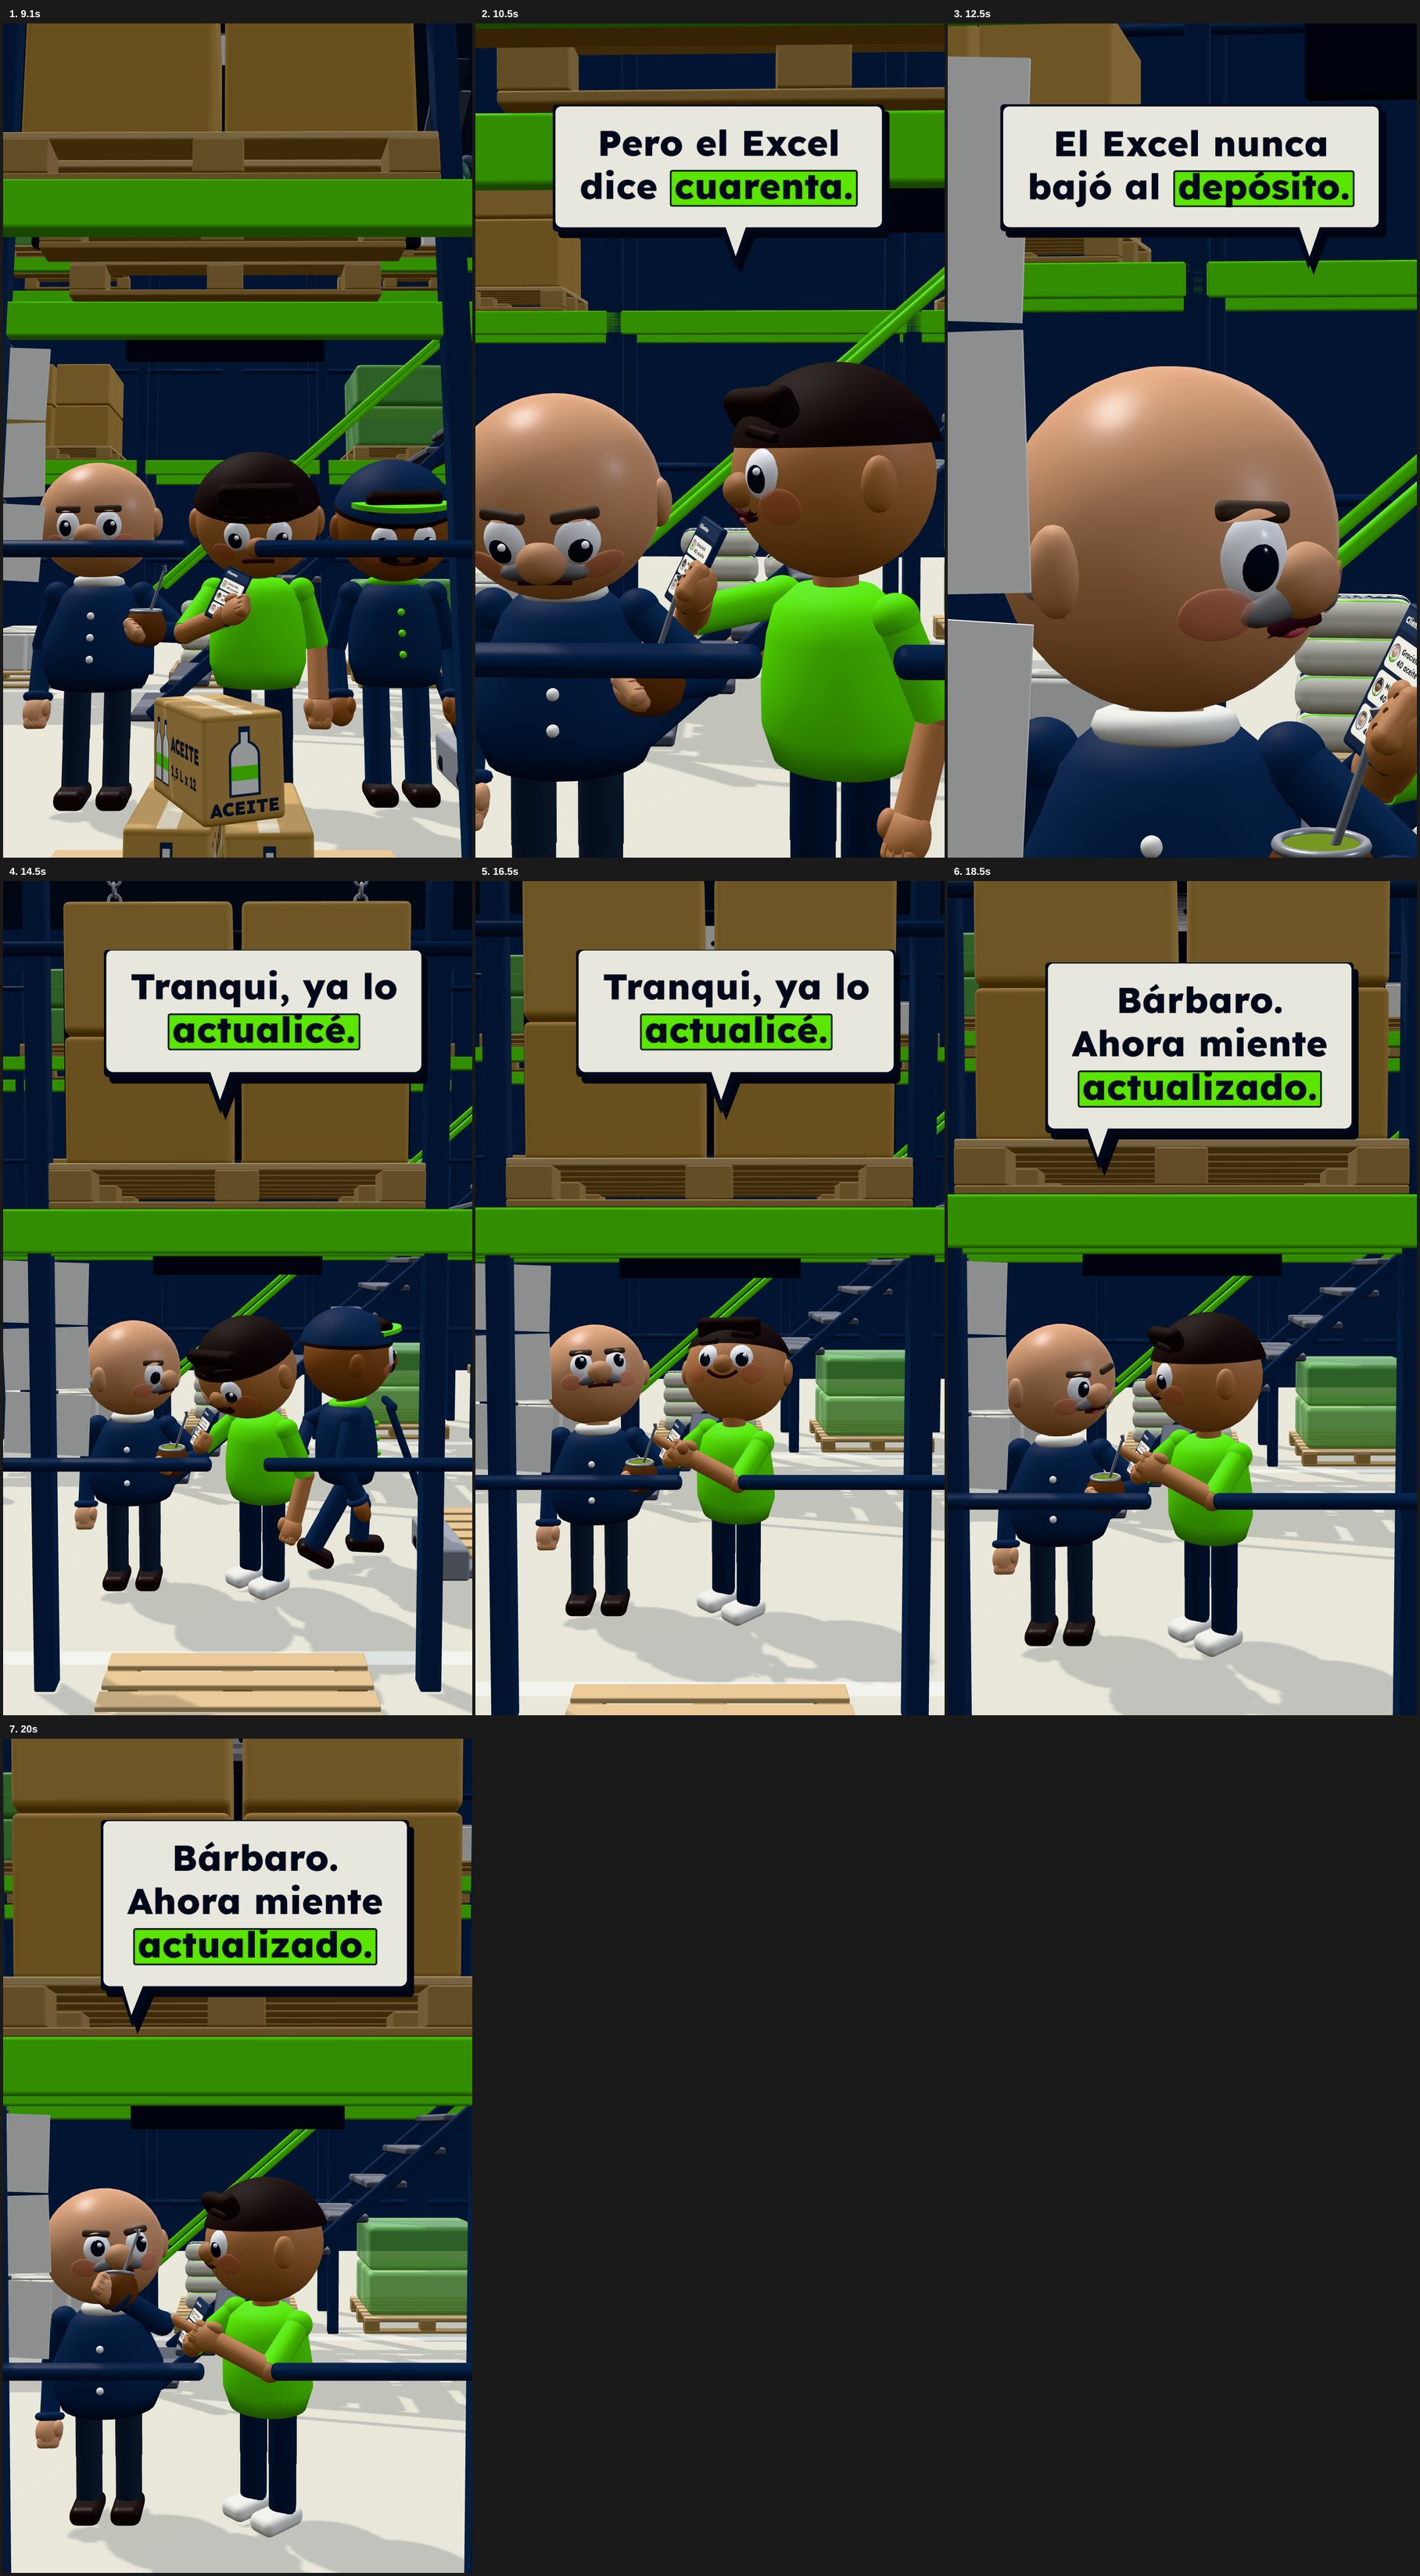 1. 9.1s
ACEITE
1,5 L x 12
ACEITE
2. 10.5s
Pero el Excel
dice cuarenta.
3. 12.5s
El Excel nunca
bajó al depósito.
40 aceite
4. 14.5s
Tranqui, ya lo
actualicé.
5. 16.5s
Tranqui, ya lo
actualicé.
6. 18.5s
Bárbaro.
Ahora miente
actualizado.
7. 20s
Bárbaro.
Ahora miente
actualizado.